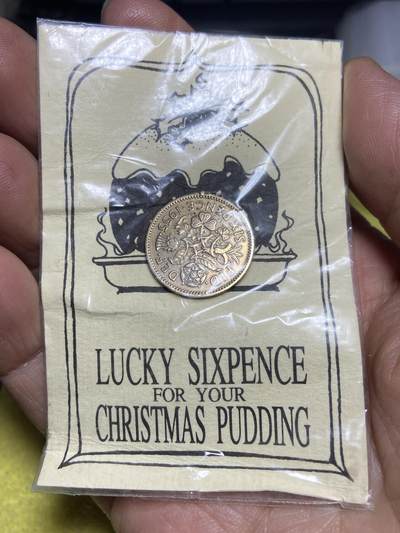 LUCKY SIXPENCE
FOR YOUR
CHRISTMAS PUDDING